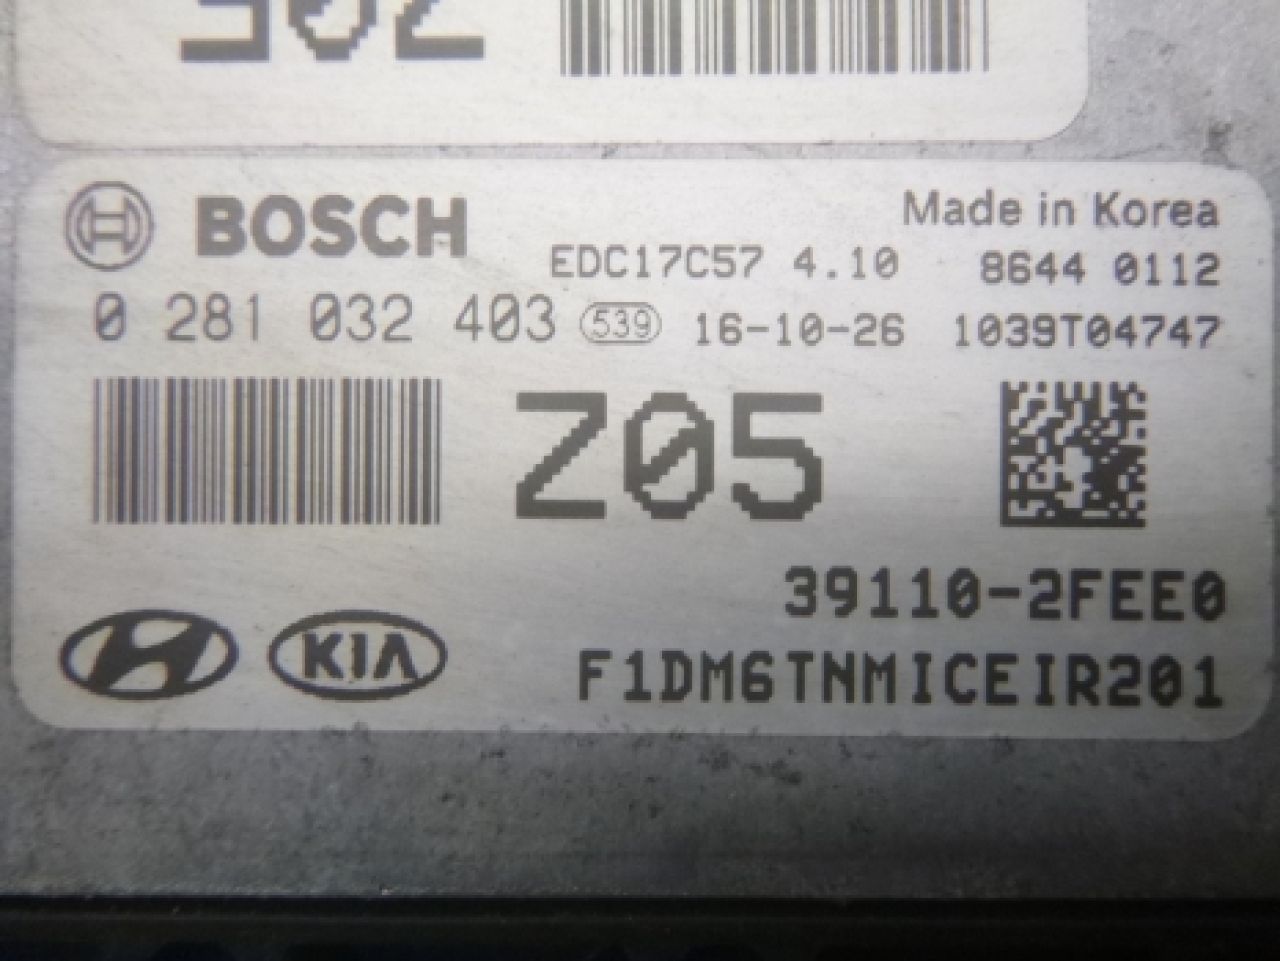 BOSCH
Made in Korea
EDC17C57 4.10 8644 0112
0 281 032 403 539 16-10-26 1039T04747
Z05
39110-2FEE0
KIA
F1DM6TNMICEIR201